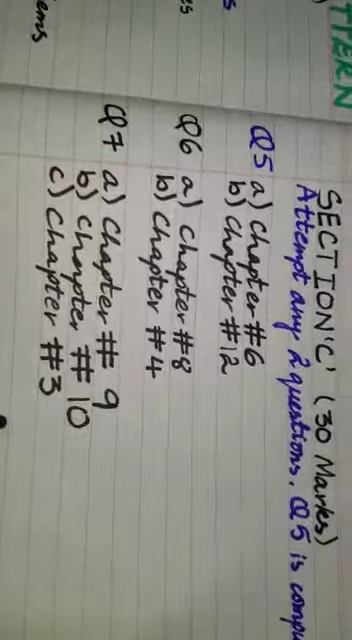 TTERN
SECTION 'C' (30 Marks)
Attempt any 2 questions. Q5 is
Q5 a) Chapter #6
b) Chapter #12
Q6 a) Chapter #8
b) Chapter #4
Q7 a) Chapter # 9
b) Chapter # 10
c) Chapter #3